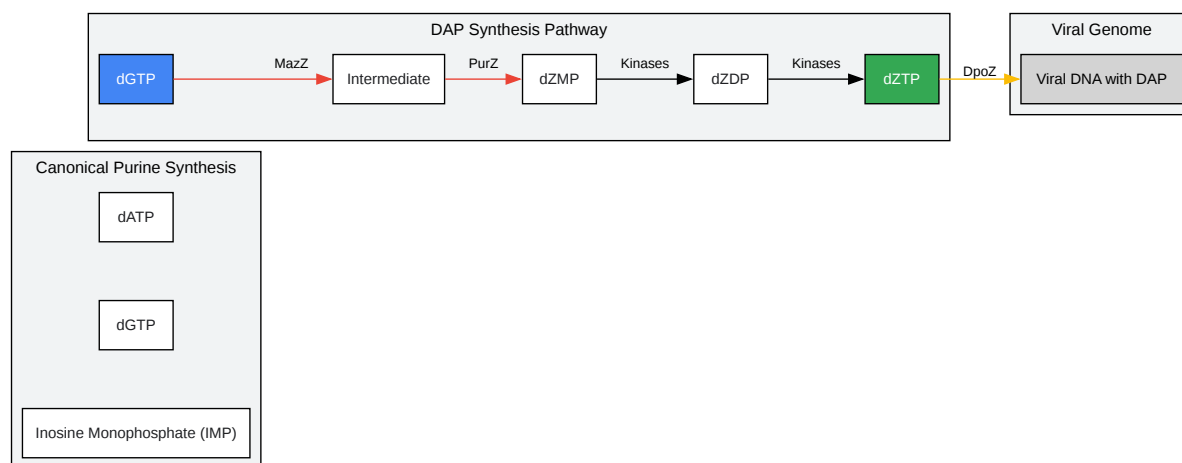 DAP Synthesis Pathway
dGTP
MazZ
Intermediate
PurZ
dZMP
Kinases
dZDP
Kinases
dZTP
DpoZ
Viral Genome
Viral DNA with DAP
Canonical Purine Synthesis
dATP
dGTP
Inosine Monophosphate (IMP)